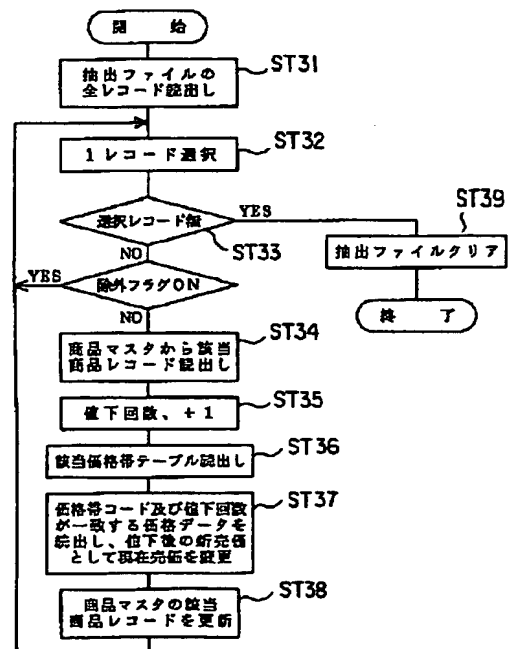 開 始
抽出ファイルの
全レコード読出し
ST31
1レコード選択
ST32
選択レコード無
YES
ST33
NO
ST39
抽出ファイルクリア
終 了
YES
除外フラグON
NO
商品マスタから該当
商品レコード読出し
ST34
値下回数、+1
ST35
該当価格帯テーブル読出し
ST36
価格帯コード及び値下回数
が一致する価格データを
読出し、値下後の新売価
として現在売価を変更
ST37
商品マスタの該当
商品レコードを更新
ST38